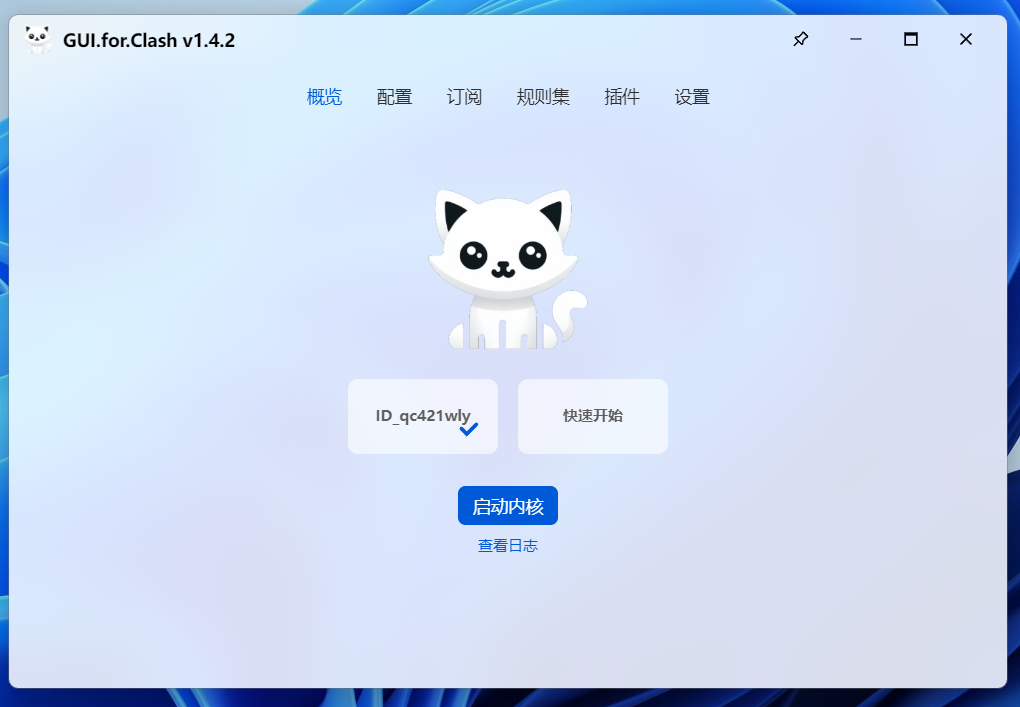 GUI.for.Clash v1.4.2
概览 配置 订阅 规则集 插件 设置
ID_qc421wly 快速开始
启动内核
查看日志